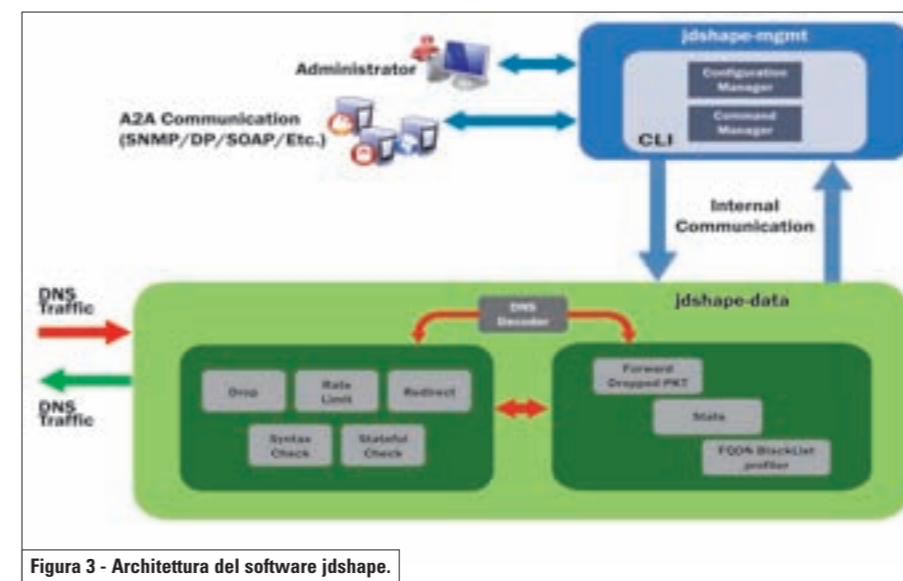 jdshape-mgmt
Administrator
Configuration
Manager
A2A Communication
(SNMP/DP/SOAP/Etc.)
Command
Manager
CLI
Internal
Communication
DNS
Traffic
jdshape-data
DNS
Decoder
Forward
Dropped PKT
Drop
Rate
Limit
Redirect
Stats
DNS
Traffic
Syntax
Check
Stateful
Check
BlackList
profiler
Figura 3 - Architettura del software jdshape.